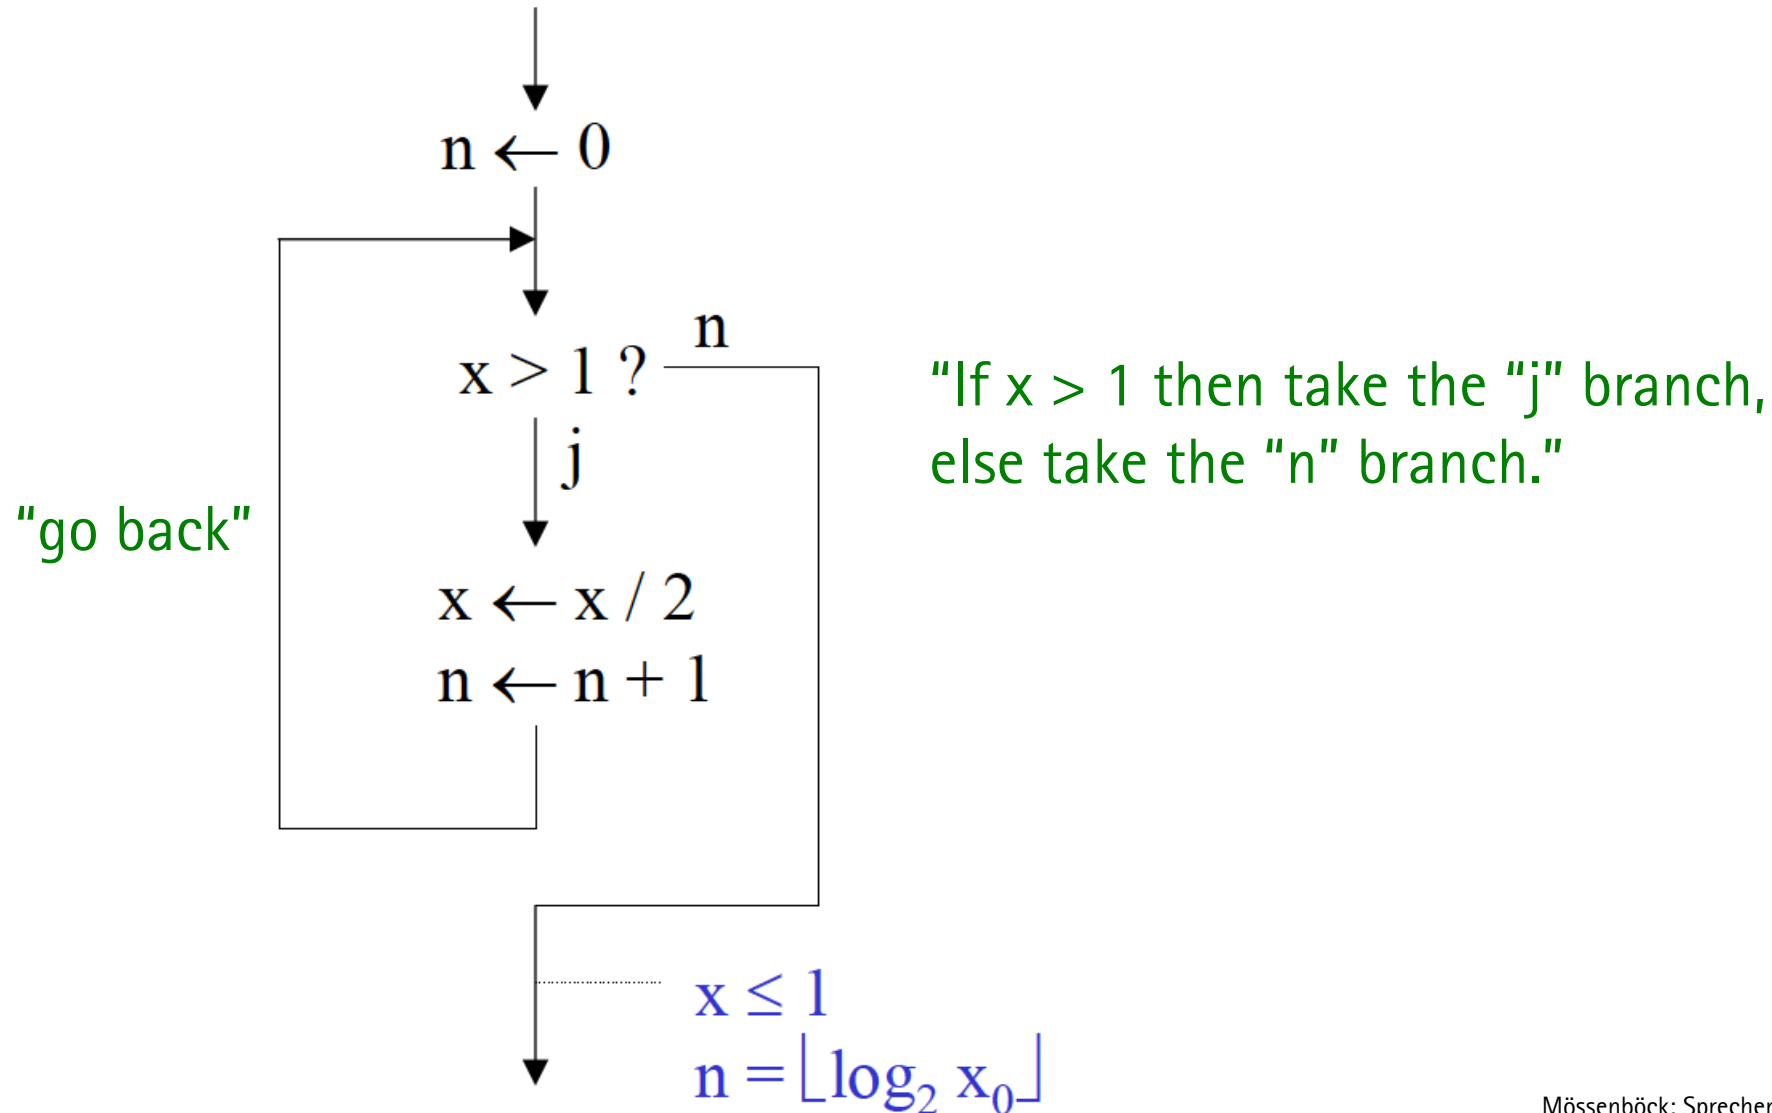 n ← 0
n
x > 1 ?
“If x > 1 then take the “j” branch,
j
else take the “n” branch.”
“go back”
x ← x / 2
n ← n + 1
x ≤ 1
n = ⌊log₂ x₀⌋
Mössenböck: Sprecher